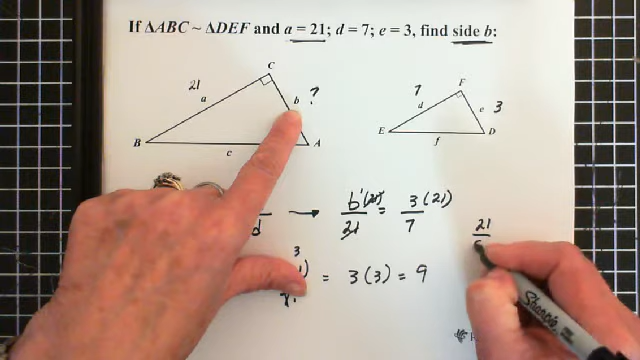 If ΔABC ~ ΔDEF and a = 21; d = 7; e = 3, find side b:
C
21
a
b ?
B
A
c
F
7
d
e 3
E
D
f
d → b(21)/21 = 3(21)/7
21
3
= 3(3) = 9
Sharpie